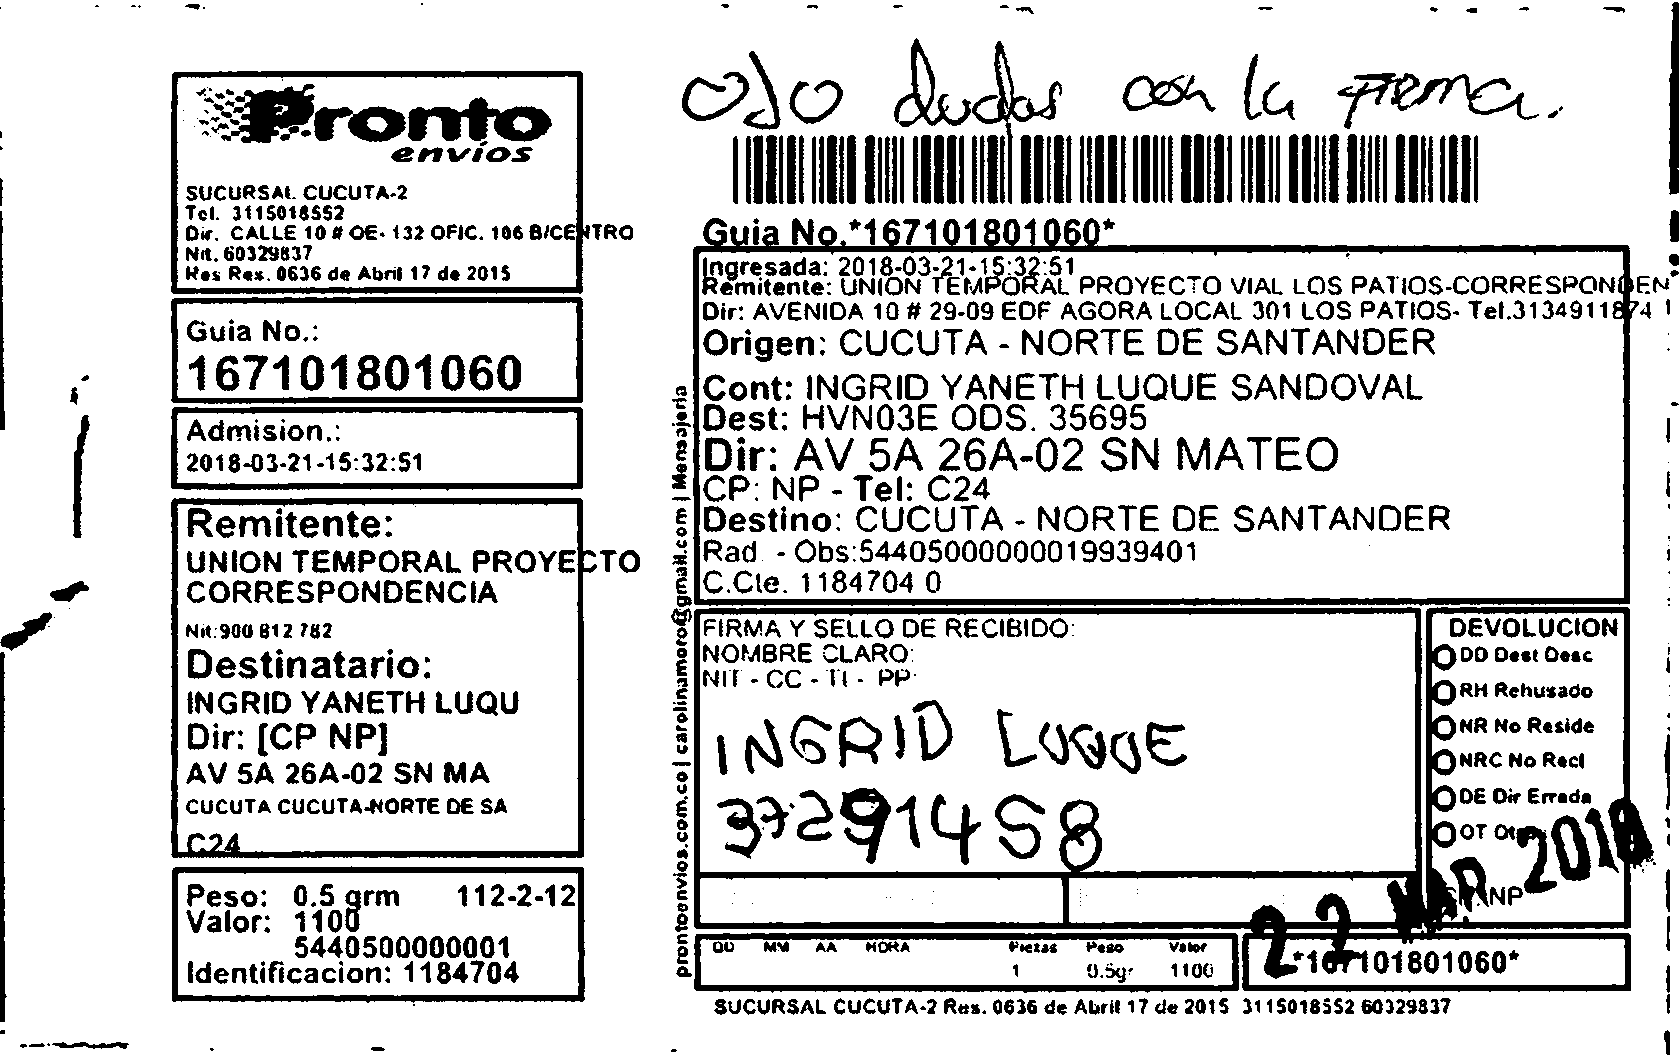 Pronto
envíos
SUCURSAL CUCUTA-2
Tel. 3115018552
Dir. CALLE 10 # OE- 132 OFIC. 106 B/CENTRO
Nit. 60329837
Res Res. 0636 de Abril 17 de 2015
Guia No.:
167101801060
Admision.:
2018-03-21-15:32:51
Remitente:
UNION TEMPORAL PROYECTO
CORRESPONDENCIA
Nit:900 812 782
Destinatario:
INGRID YANETH LUQU
Dir: [CP NP]
AV 5A 26A-02 SN MA
CUCUTA CUCUTA-NORTE DE SA
C24
Peso: 0.5 grm 112-2-12
Valor: 1100
5440500000001
Identificacion: 1184704
prontoenvios.com.co | carolinamoro@gmail.com | Mensajeria
OJO dudas con la firma.
Guia No.*167101801060*
Ingresada: 2018-03-21-15:32:51
Remitente: UNION TEMPORAL PROYECTO VIAL LOS PATIOS-CORRESPONDEN
Dir: AVENIDA 10 # 29-09 EDF AGORA LOCAL 301 LOS PATIOS- Tel.3134911874 1
Origen: CUCUTA - NORTE DE SANTANDER
Cont: INGRID YANETH LUQUE SANDOVAL
Dest: HVN03E ODS. 35695
Dir: AV 5A 26A-02 SN MATEO
CP: NP - Tel: C24
Destino: CUCUTA - NORTE DE SANTANDER
Rad. - Obs:54405000000019939401
C.Cte. 1184704 0
FIRMA Y SELLO DE RECIBIDO:
NOMBRE CLARO:
NIT - CC - TI - PP:
INGRID LUQUE
37291458
DEVOLUCION
DD Dest Desc
RH Rehusado
NR No Reside
NRC No Recl
DE Dir Errada
OT
NP
22 MAR 2018
DD MM AA HORA Piezas Peso Valor
1 0.5gr 1100
*167101801060*
SUCURSAL CUCUTA-2 Res. 0636 de Abril 17 de 2015 3115018552 60329837